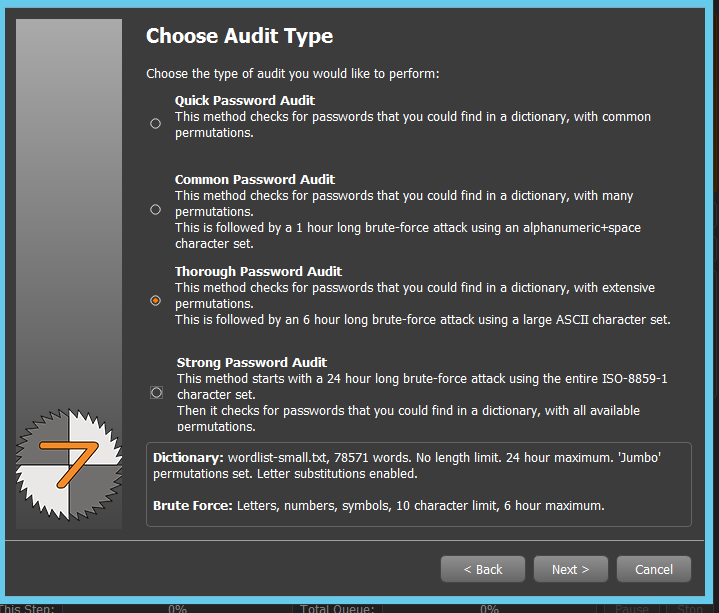 Choose Audit Type
Choose the type of audit you would like to perform:
Quick Password Audit
This method checks for passwords that you could find in a dictionary, with common
permutations.
Common Password Audit
This method checks for passwords that you could find in a dictionary, with many
permutations.
This is followed by a 1 hour long brute-force attack using an alphanumeric+space
character set.
Thorough Password Audit
This method checks for passwords that you could find in a dictionary, with extensive
permutations.
This is followed by an 6 hour long brute-force attack using a large ASCII character set.
Strong Password Audit
This method starts with a 24 hour long brute-force attack using the entire ISO-8859-1
character set.
Then it checks for passwords that you could find in a dictionary, with all available
permutations.
7
Dictionary: wordlist-small.txt, 78571 words. No length limit. 24 hour maximum. 'Jumbo'
permutations set. Letter substitutions enabled.
Brute Force: Letters, numbers, symbols, 10 character limit, 6 hour maximum.
< Back Next > Cancel
This Step: 0% Total Queue: 0% Pause Stop